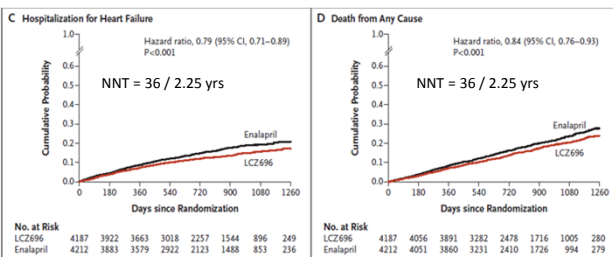 C Hospitalization for Heart Failure
1.0
0.6
0.5
0.4
0.3
0.2
0.1
0.0
Cumulative Probability
Hazard ratio, 0.79 (95% CI, 0.71–0.89)
P<0.001
NNT = 36 / 2.25 yrs
Enalapril
LCZ696
0 180 360 540 720 900 1080 1260
Days since Randomization
No. at Risk
LCZ696 4187 3922 3663 3018 2257 1544 896 249
Enalapril 4212 3883 3579 2922 2123 1488 853 236
D Death from Any Cause
1.0
0.6
0.5
0.4
0.3
0.2
0.1
0.0
Cumulative Probability
Hazard ratio, 0.84 (95% CI, 0.76–0.93)
P<0.001
NNT = 36 / 2.25 yrs
Enalapril
LCZ696
0 180 360 540 720 900 1080 1260
Days since Randomization
No. at Risk
LCZ696 4187 4056 3891 3282 2478 1716 1005 280
Enalapril 4212 4051 3860 3231 2410 1726 994 279